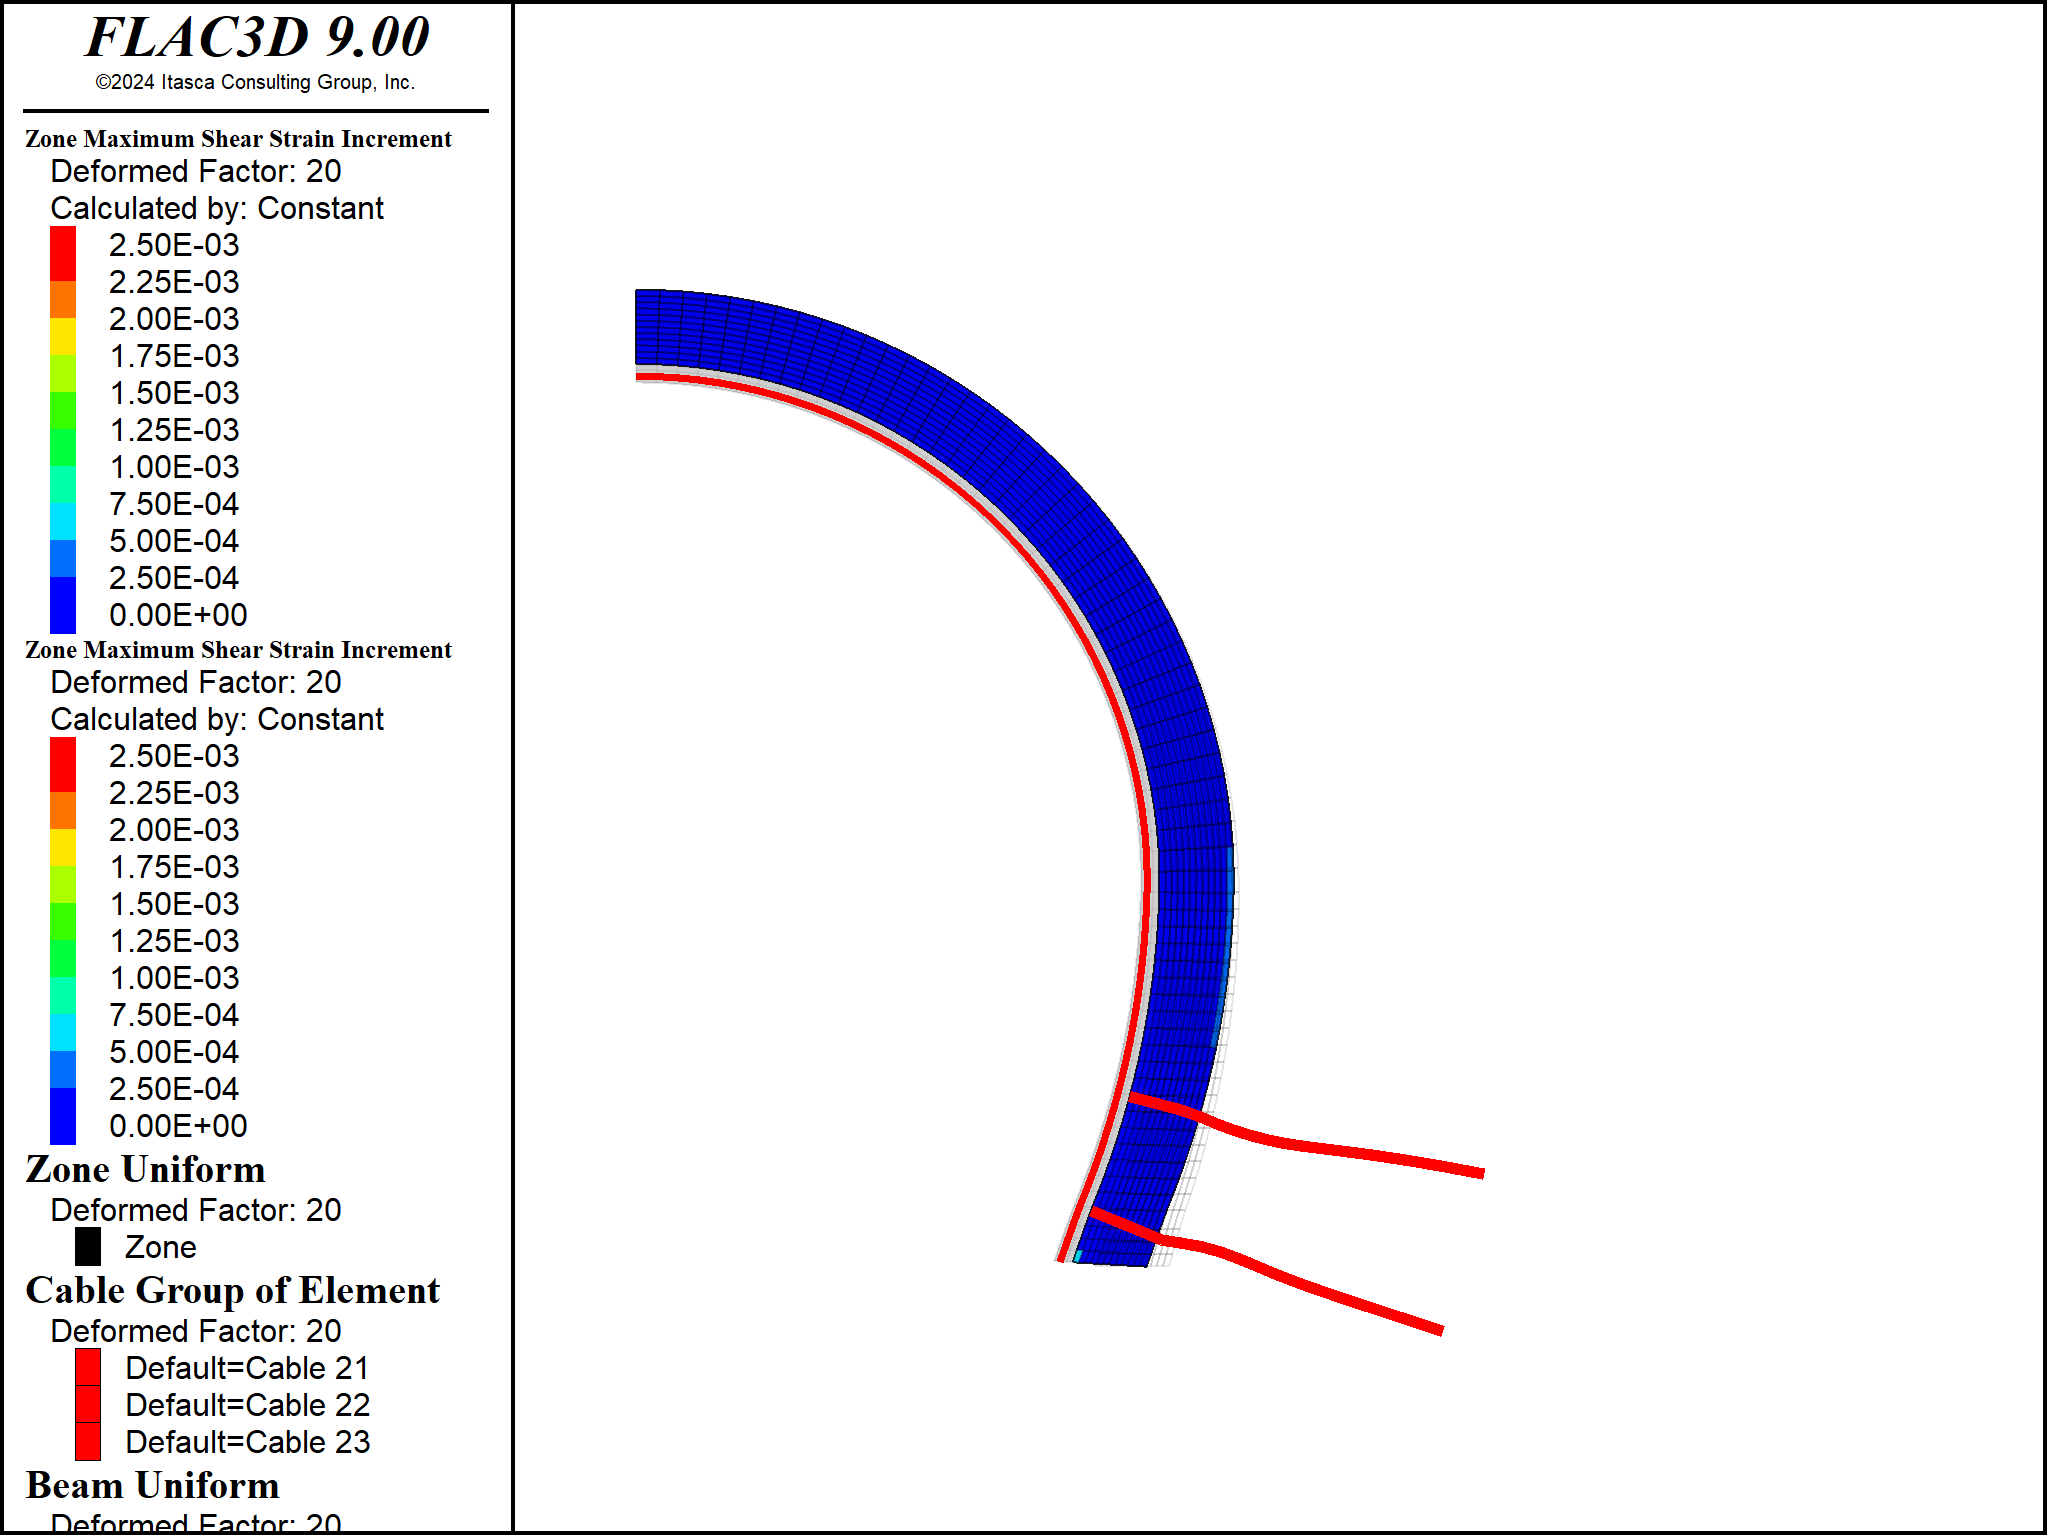 FLAC3D 9.00
©2024 Itasca Consulting Group, Inc.
Zone Maximum Shear Strain Increment
Deformed Factor: 20
Calculated by: Constant
2.50E-03
2.25E-03
2.00E-03
1.75E-03
1.50E-03
1.25E-03
1.00E-03
7.50E-04
5.00E-04
2.50E-04
0.00E+00
Zone Maximum Shear Strain Increment
Deformed Factor: 20
Calculated by: Constant
2.50E-03
2.25E-03
2.00E-03
1.75E-03
1.50E-03
1.25E-03
1.00E-03
7.50E-04
5.00E-04
2.50E-04
0.00E+00
Zone Uniform
Deformed Factor: 20
Zone
Cable Group of Element
Deformed Factor: 20
Default=Cable 21
Default=Cable 22
Default=Cable 23
Beam Uniform
Deformed Factor: 20